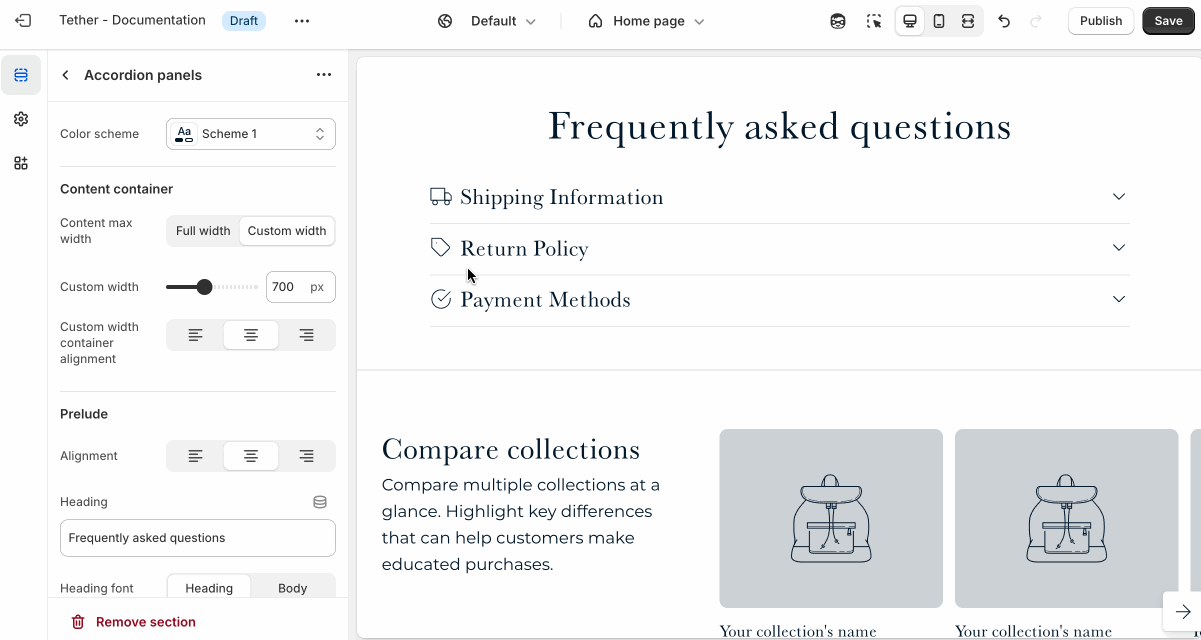 Tether - Documentation Draft
Default
Home page
Publish
Save
Accordion panels
Color scheme
Aa Scheme 1
Content container
Content max width
Full width
Custom width
Custom width
700 px
Custom width container alignment
Prelude
Alignment
Heading
Frequently asked questions
Heading font
Heading
Body
Remove section
Frequently asked questions
Shipping Information
Return Policy
Payment Methods
Compare collections
Compare multiple collections at a
glance. Highlight key differences
that can help customers make
educated purchases.
Your collection's name
Your collection's name